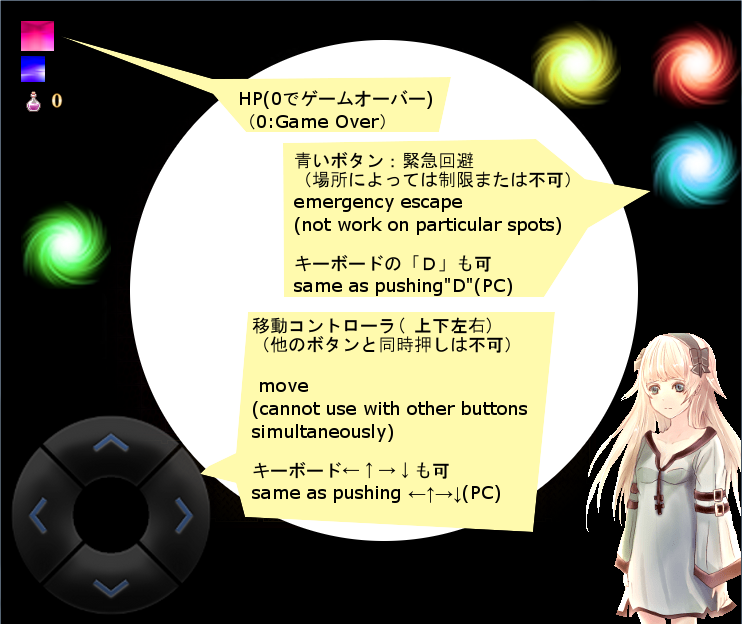 0
HP(0でゲームオーバー)
(0:Game Over)
青いボタン：緊急回避
（場所によっては制限または不可）
emergency escape
(not work on particular spots)
キーボードの「D」も可
same as pushing"D"(PC)
移動コントローラ（ 上下左右）
（他のボタンと同時押しは不可）
move
(cannot use with other buttons
simultaneously)
キーボード←↑→↓も可
same as pushing ←↑→↓(PC)